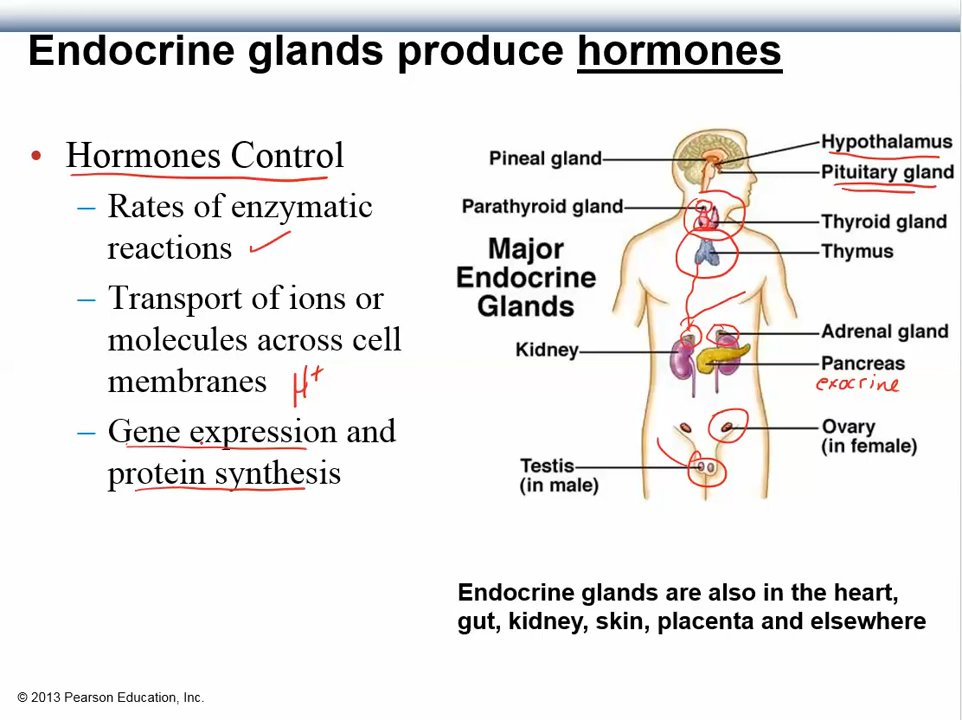 Endocrine glands produce hormones
• Hormones Control
– Rates of enzymatic
reactions
– Transport of ions or
molecules across cell
membranes
– Gene expression and
protein synthesis
Pineal gland
Hypothalamus
Pituitary gland
Parathyroid gland
Thyroid gland
Thymus
Major
Endocrine
Glands
Adrenal gland
Kidney
Pancreas
exocrine
Ovary
(in female)
Testis
(in male)
Endocrine glands are also in the heart,
gut, kidney, skin, placenta and elsewhere
© 2013 Pearson Education, Inc.